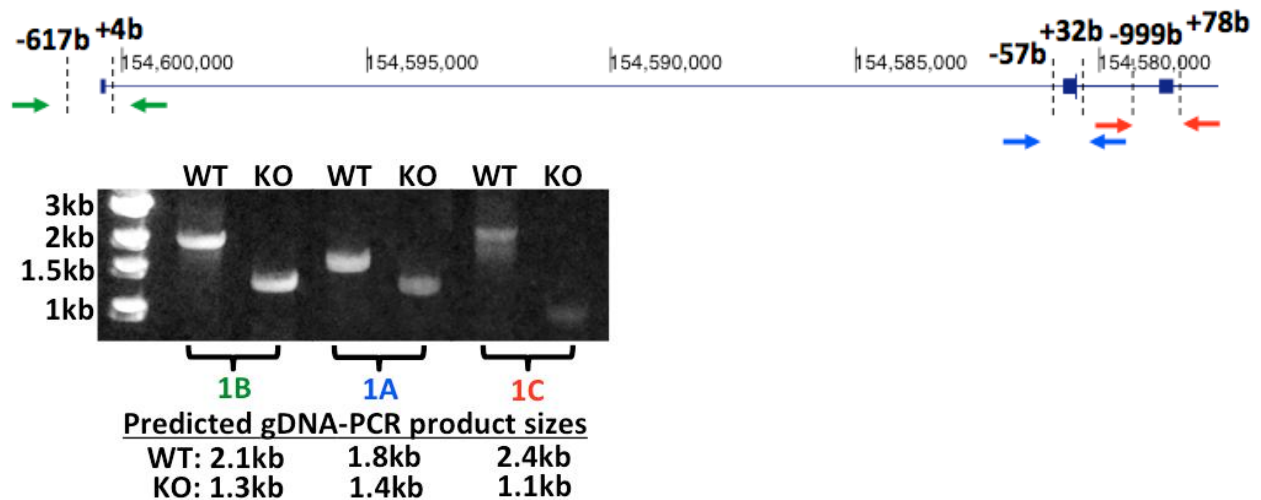 -617b +4b -57b +32b -999b +78b
154,600,000 154,595,000 154,590,000 154,585,000 154,580,000
WT KO WT KO WT KO
3kb
2kb
1.5kb
1kb
1B 1A 1C
Predicted gDNA-PCR product sizes
WT: 2.1kb 1.8kb 2.4kb
KO: 1.3kb 1.4kb 1.1kb